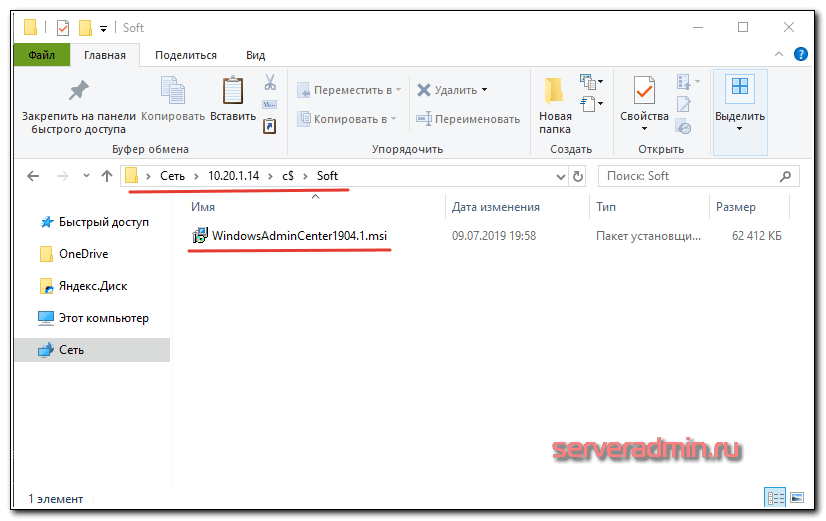 Soft
Файл Главная Поделиться Вид
Закрепить на панели быстрого доступа
Копировать
Вставить
Буфер обмена
Переместить в
Копировать в
Удалить
Переименовать
Упорядочить
Новая папка
Создать
Свойства
Открыть
Выделить
Сеть > 10.20.1.14 > c$ > Soft
Поиск: Soft
Имя Дата изменения Тип Размер
WindowsAdminCenter1904.1.msi 09.07.2019 19:58 Пакет установщи... 62 412 КБ
Быстрый доступ
OneDrive
Яндекс.Диск
Этот компьютер
Сеть
serveradmin.ru
1 элемент